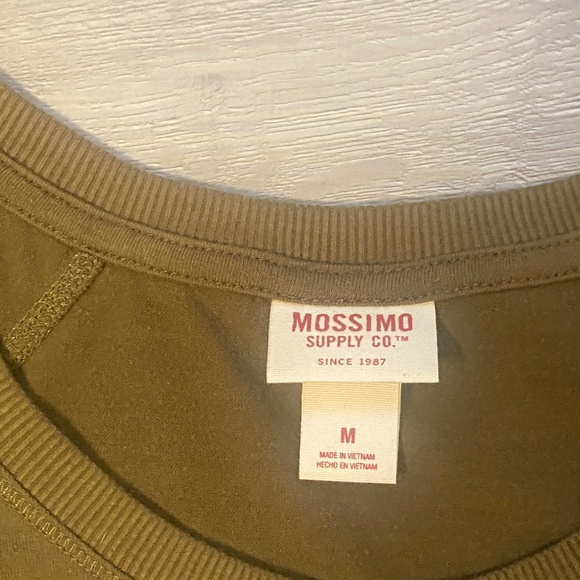 MOSSIMO
SUPPLY CO.™
SINCE 1987
M
MADE IN VIETNAM
HECHO EN VIETNAM